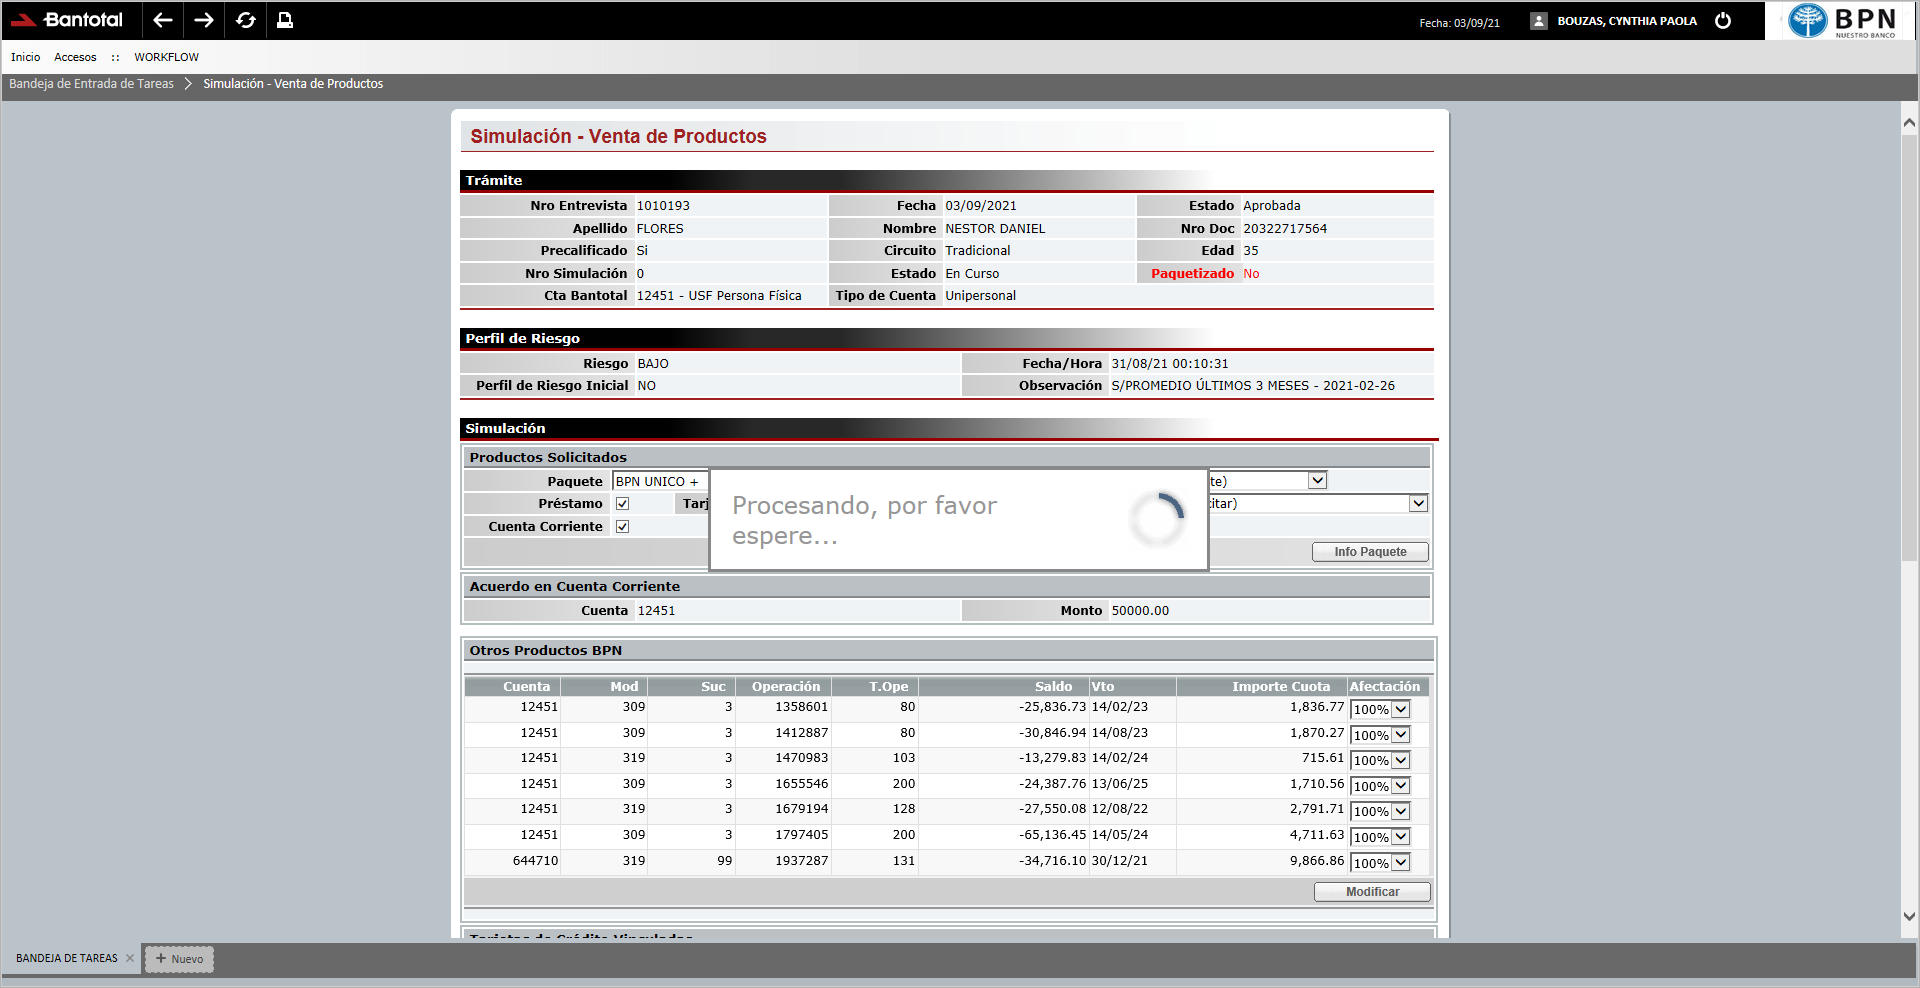 Bantotal
Fecha: 03/09/21
BOUZAS, CYNTHIA PAOLA
BPN
NUESTRO BANCO
Inicio Accesos :: WORKFLOW
Bandeja de Entrada de Tareas > Simulación - Venta de Productos
Simulación - Venta de Productos
Trámite
Nro Entrevista 1010193 Fecha 03/09/2021 Estado Aprobada
Apellido FLORES Nombre NESTOR DANIEL Nro Doc 20322717564
Precalificado Si Circuito Tradicional Edad 35
Nro Simulación 0 Estado En Curso Paquetizado No
Cta Bantotal 12451 - USF Persona Física Tipo de Cuenta Unipersonal
Perfil de Riesgo
Riesgo BAJO Fecha/Hora 31/08/21 00:10:31
Perfil de Riesgo Inicial NO Observación S/PROMEDIO ÚLTIMOS 3 MESES - 2021-02-26
Simulación
Productos Solicitados
Paquete BPN UNICO + te)
Préstamo Tarj citar)
Cuenta Corriente
Procesando, por favor
espere...
Info Paquete
Acuerdo en Cuenta Corriente
Cuenta 12451 Monto 50000.00
Otros Productos BPN
Cuenta Mod Suc Operación T.Ope Saldo Vto Importe Cuota Afectación
12451 309 3 1358601 80 -25,836.73 14/02/23 1,836.77 100%
12451 309 3 1412887 80 -30,846.94 14/08/23 1,870.27 100%
12451 319 3 1470983 103 -13,279.83 14/02/24 715.61 100%
12451 309 3 1655546 200 -24,387.76 13/06/25 1,710.56 100%
12451 319 3 1679194 128 -27,550.08 12/08/22 2,791.71 100%
12451 309 3 1797405 200 -65,136.45 14/05/24 4,711.63 100%
644710 319 99 1937287 131 -34,716.10 30/12/21 9,866.86 100%
Modificar
Tarjetas de Crédito Vinculadas
BANDEJA DE TAREAS × + Nuevo